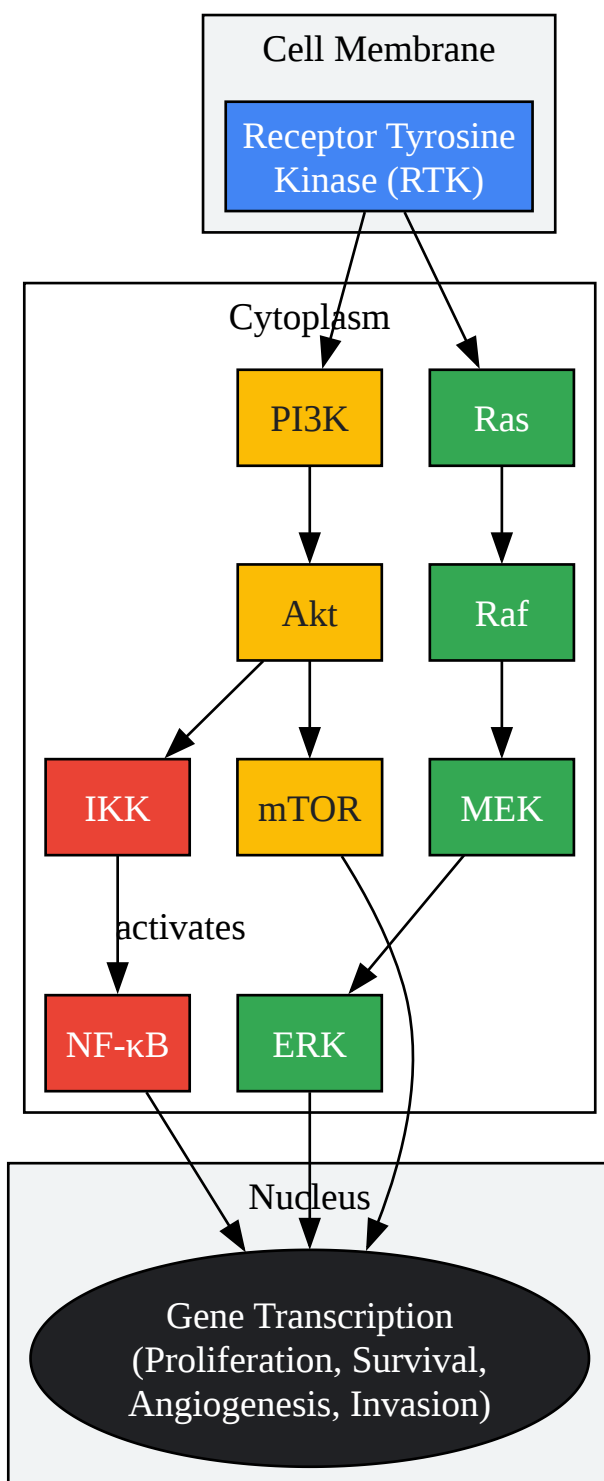 Cell Membrane
Receptor Tyrosine
Kinase (RTK)
Cytoplasm
PI3K
Ras
Akt
Raf
IKK
mTOR
MEK
activates
NF-κB
ERK
Nucleus
Gene Transcription
(Proliferation, Survival,
Angiogenesis, Invasion)